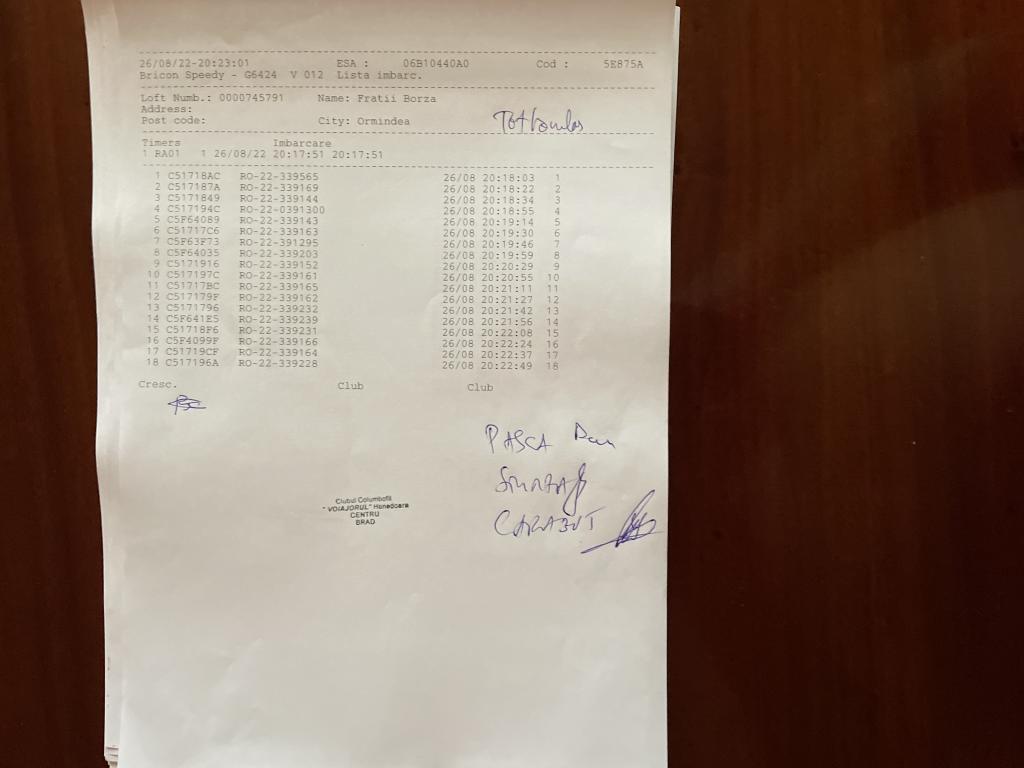 26/08/22-20:23:01 ESA : 06B10440A0 Cod : 5E875A
Bricon Speedy - G6424 V 012 Lista imbarc.
Loft Numb.: 0000745791 Name: Fratii Borza
Address:
Post code: City: Ormindea
Timers Imbarcare
1 RA01 1 26/08/22 20:17:51 20:17:51
1 C51718AC RO-22-339565 26/08 20:18:03 1
2 C517187A RO-22-339169 26/08 20:18:22 2
3 C5171849 RO-22-339144 26/08 20:18:34 3
4 C517194C RO-22-0391300 26/08 20:18:55 4
5 C5F64089 RO-22-339143 26/08 20:19:14 5
6 C51717C6 RO-22-339163 26/08 20:19:30 6
7 C5F63F73 RO-22-391295 26/08 20:19:46 7
8 C5F64035 RO-22-339203 26/08 20:19:59 8
9 C5171916 RO-22-339152 26/08 20:20:29 9
10 C517197C RO-22-339161 26/08 20:20:55 10
11 C51717BC RO-22-339165 26/08 20:21:11 11
12 C517179F RO-22-339162 26/08 20:21:27 12
13 C5171796 RO-22-339232 26/08 20:21:42 13
14 C5F641E5 RO-22-339239 26/08 20:21:56 14
15 C51718F6 RO-22-339231 26/08 20:22:08 15
16 C5F4099F RO-22-339166 26/08 20:22:24 16
17 C51719CF RO-22-339164 26/08 20:22:37 17
18 C517196A RO-22-339228 26/08 20:22:49 18
Cresc. Club Club
PASCA Dan
Clubul Columbofil
"VOIAJORUL" Hunedoara
CENTRU
BRAD
CARABUT